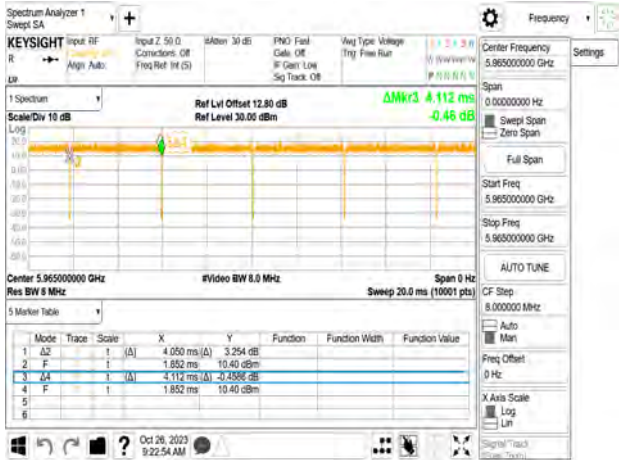 Spectrum Analyzer 1
Swept SA
Frequency
KEYSIGHT
R
Input: RF
Align: Auto
Input Z: 50 Ω
Corrections: Off
Freq Ref: Int (S)
#Atten: 30 dB
PNO: Fast
Gate: Off
IF Gain: Low
Sig Track: Off
Avg Type: Voltage
Trig: Free Run
Center Frequency
5.965000000 GHz
Settings
Span
0.00000000 Hz
Swept Span
Zero Span
Full Span
Start Freq
5.965000000 GHz
Stop Freq
5.965000000 GHz
AUTO TUNE
CF Step
8.000000 MHz
Auto
Man
Freq Offset
0 Hz
X Axis Scale
Log
Lin
Signal Track
1 Spectrum
Scale/Div 10 dB
Ref Lvl Offset 12.80 dB
Ref Level 30.00 dBm
ΔMkr3 4.112 ms
-0.46 dB
Log
Center 5.965000000 GHz
Res BW 8 MHz
#Video BW 8.0 MHz
Span 0 Hz
Sweep 20.0 ms (10001 pts)
5 Marker Table
Mode Trace Scale X Y Function Function Width Function Value
1 Δ2 t (Δ) 4.050 ms (Δ) 3.254 dB
2 F t 1.852 ms 10.40 dBm
3 Δ4 t (Δ) 4.112 ms (Δ) -0.4586 dB
4 F t 1.852 ms 10.40 dBm
5
6
?
Oct 26, 2023
9:22:54 AM